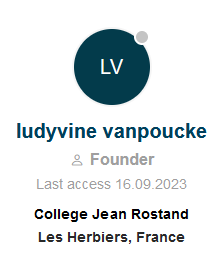 LV
ludyvine vanpoucke
Founder
Last access 16.09.2023
College Jean Rostand
Les Herbiers, France